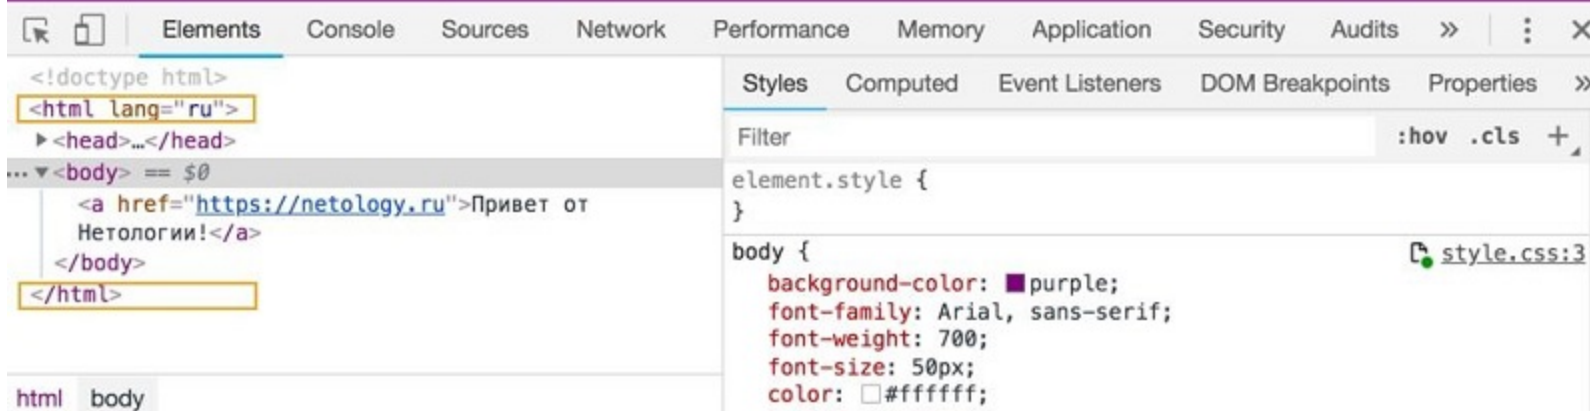 Elements Console Sources Network Performance Memory Application Security Audits »
<!doctype html>
<html lang="ru">
<head>…</head>
... <body> == $0
<a href="https://netology.ru">Привет от
Нетологии!</a>
</body>
</html>
html body
Styles Computed Event Listeners DOM Breakpoints Properties »
Filter :hov .cls +
element.style {
}
body { style.css:3
background-color: purple;
font-family: Arial, sans-serif;
font-weight: 700;
font-size: 50px;
color: #ffffff;